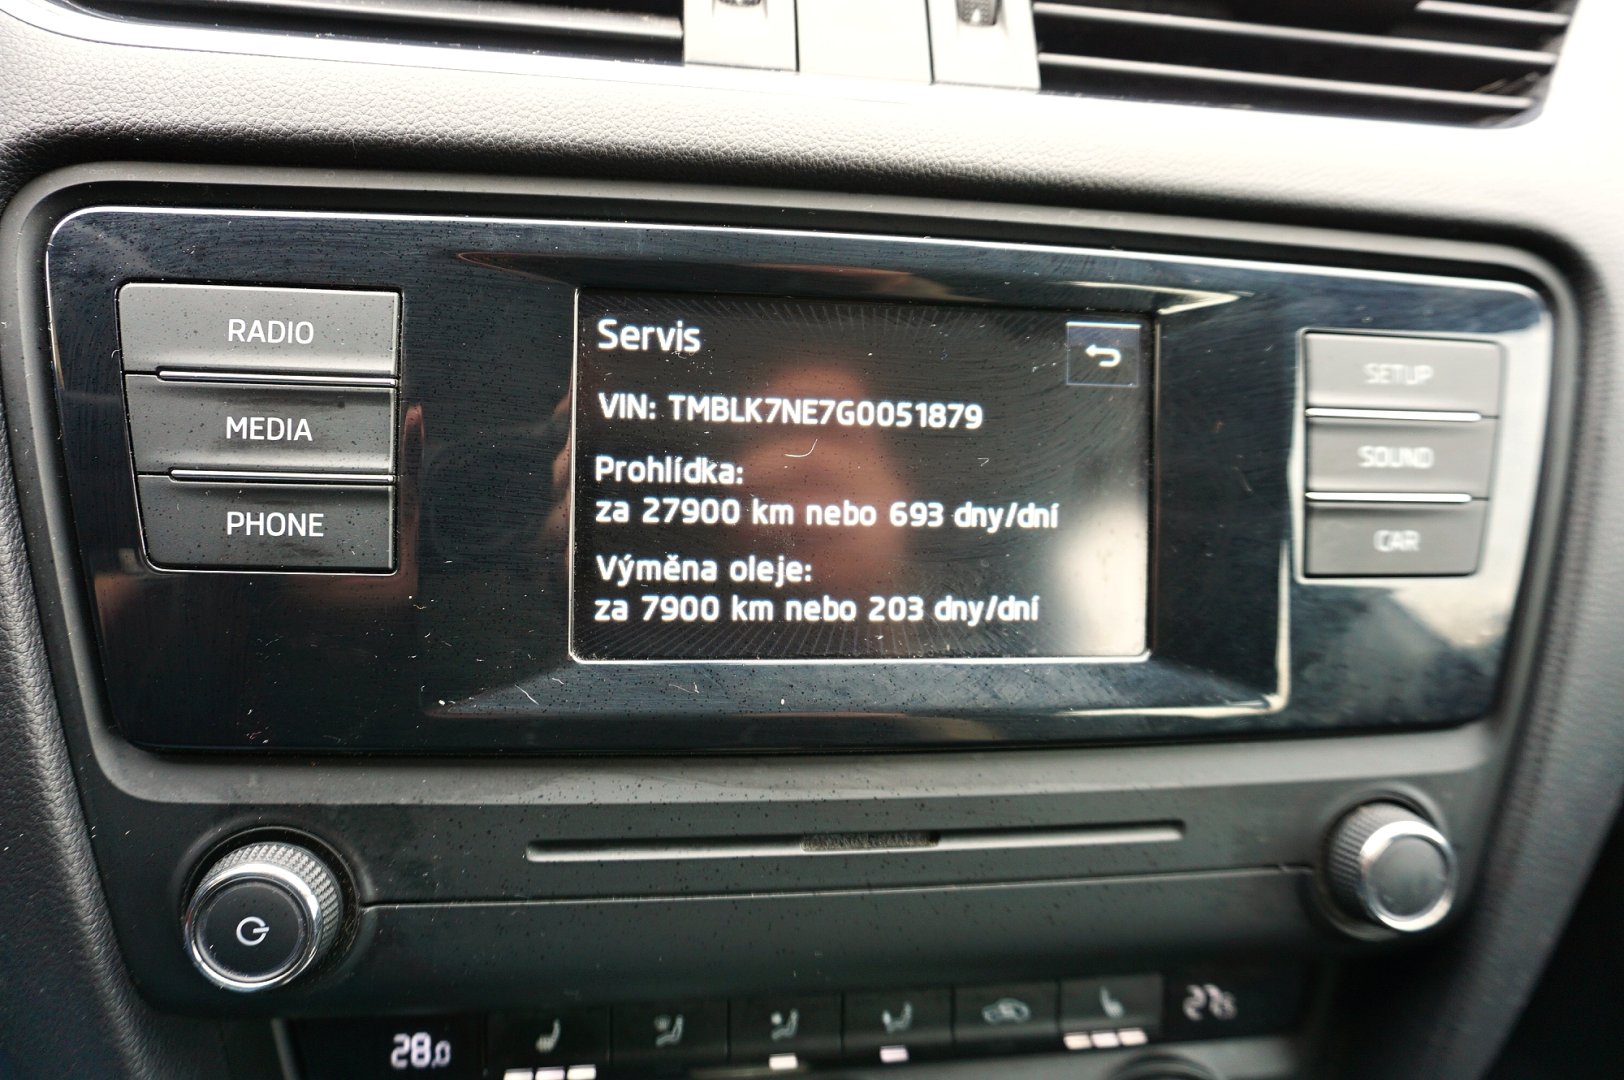 RADIO
MEDIA
PHONE
Servis
VIN: TMBLK7NE7G0051879
Prohlídka:
za 27900 km nebo 693 dny/dní
Výměna oleje:
za 7900 km nebo 203 dny/dní
SETUP
SOUND
CAR
28,0